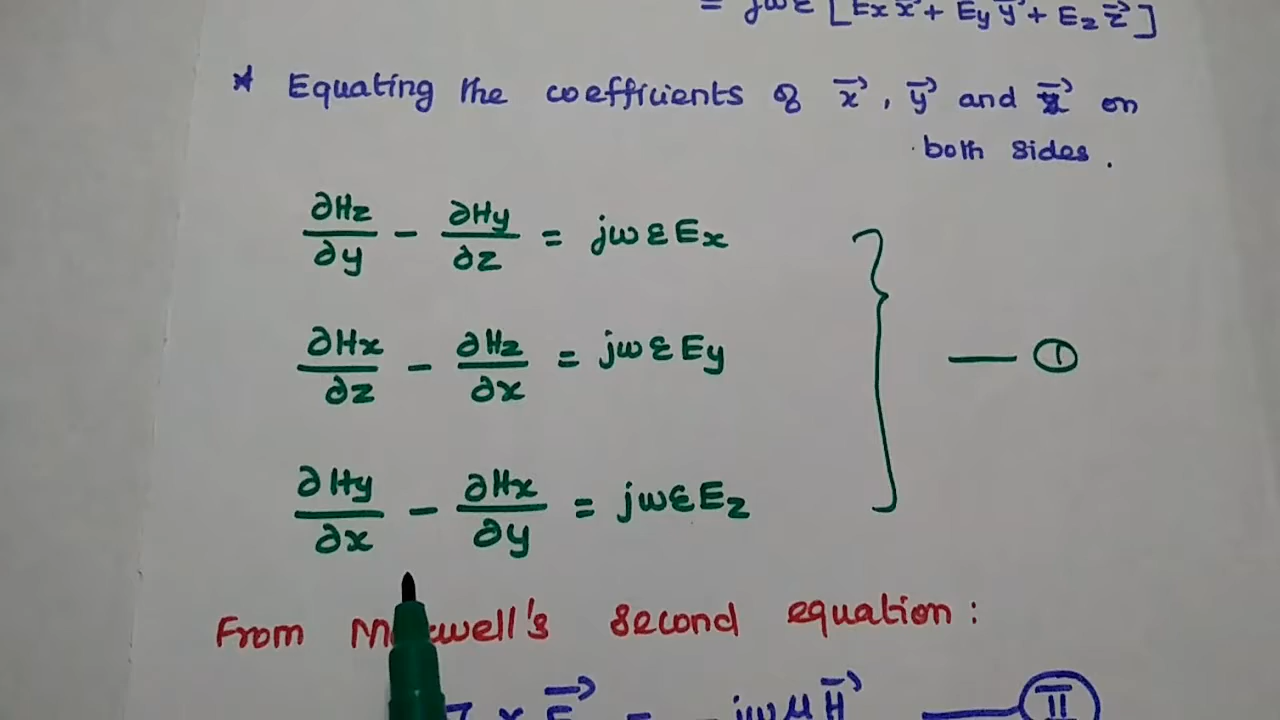 = jωε [Ex x⃗ + Ey y⃗ + Ez z⃗]
* Equating the coefficients of x⃗, y⃗ and z⃗ on
both sides.
∂Hz/∂y - ∂Hy/∂z = jωεEx
∂Hx/∂z - ∂Hz/∂x = jωεEy
∂Hy/∂x - ∂Hx/∂y = jωεEz
— ①
From Maxwell's second equation:
∇ × E⃗ = -jωμH⃗ — Ⅱ